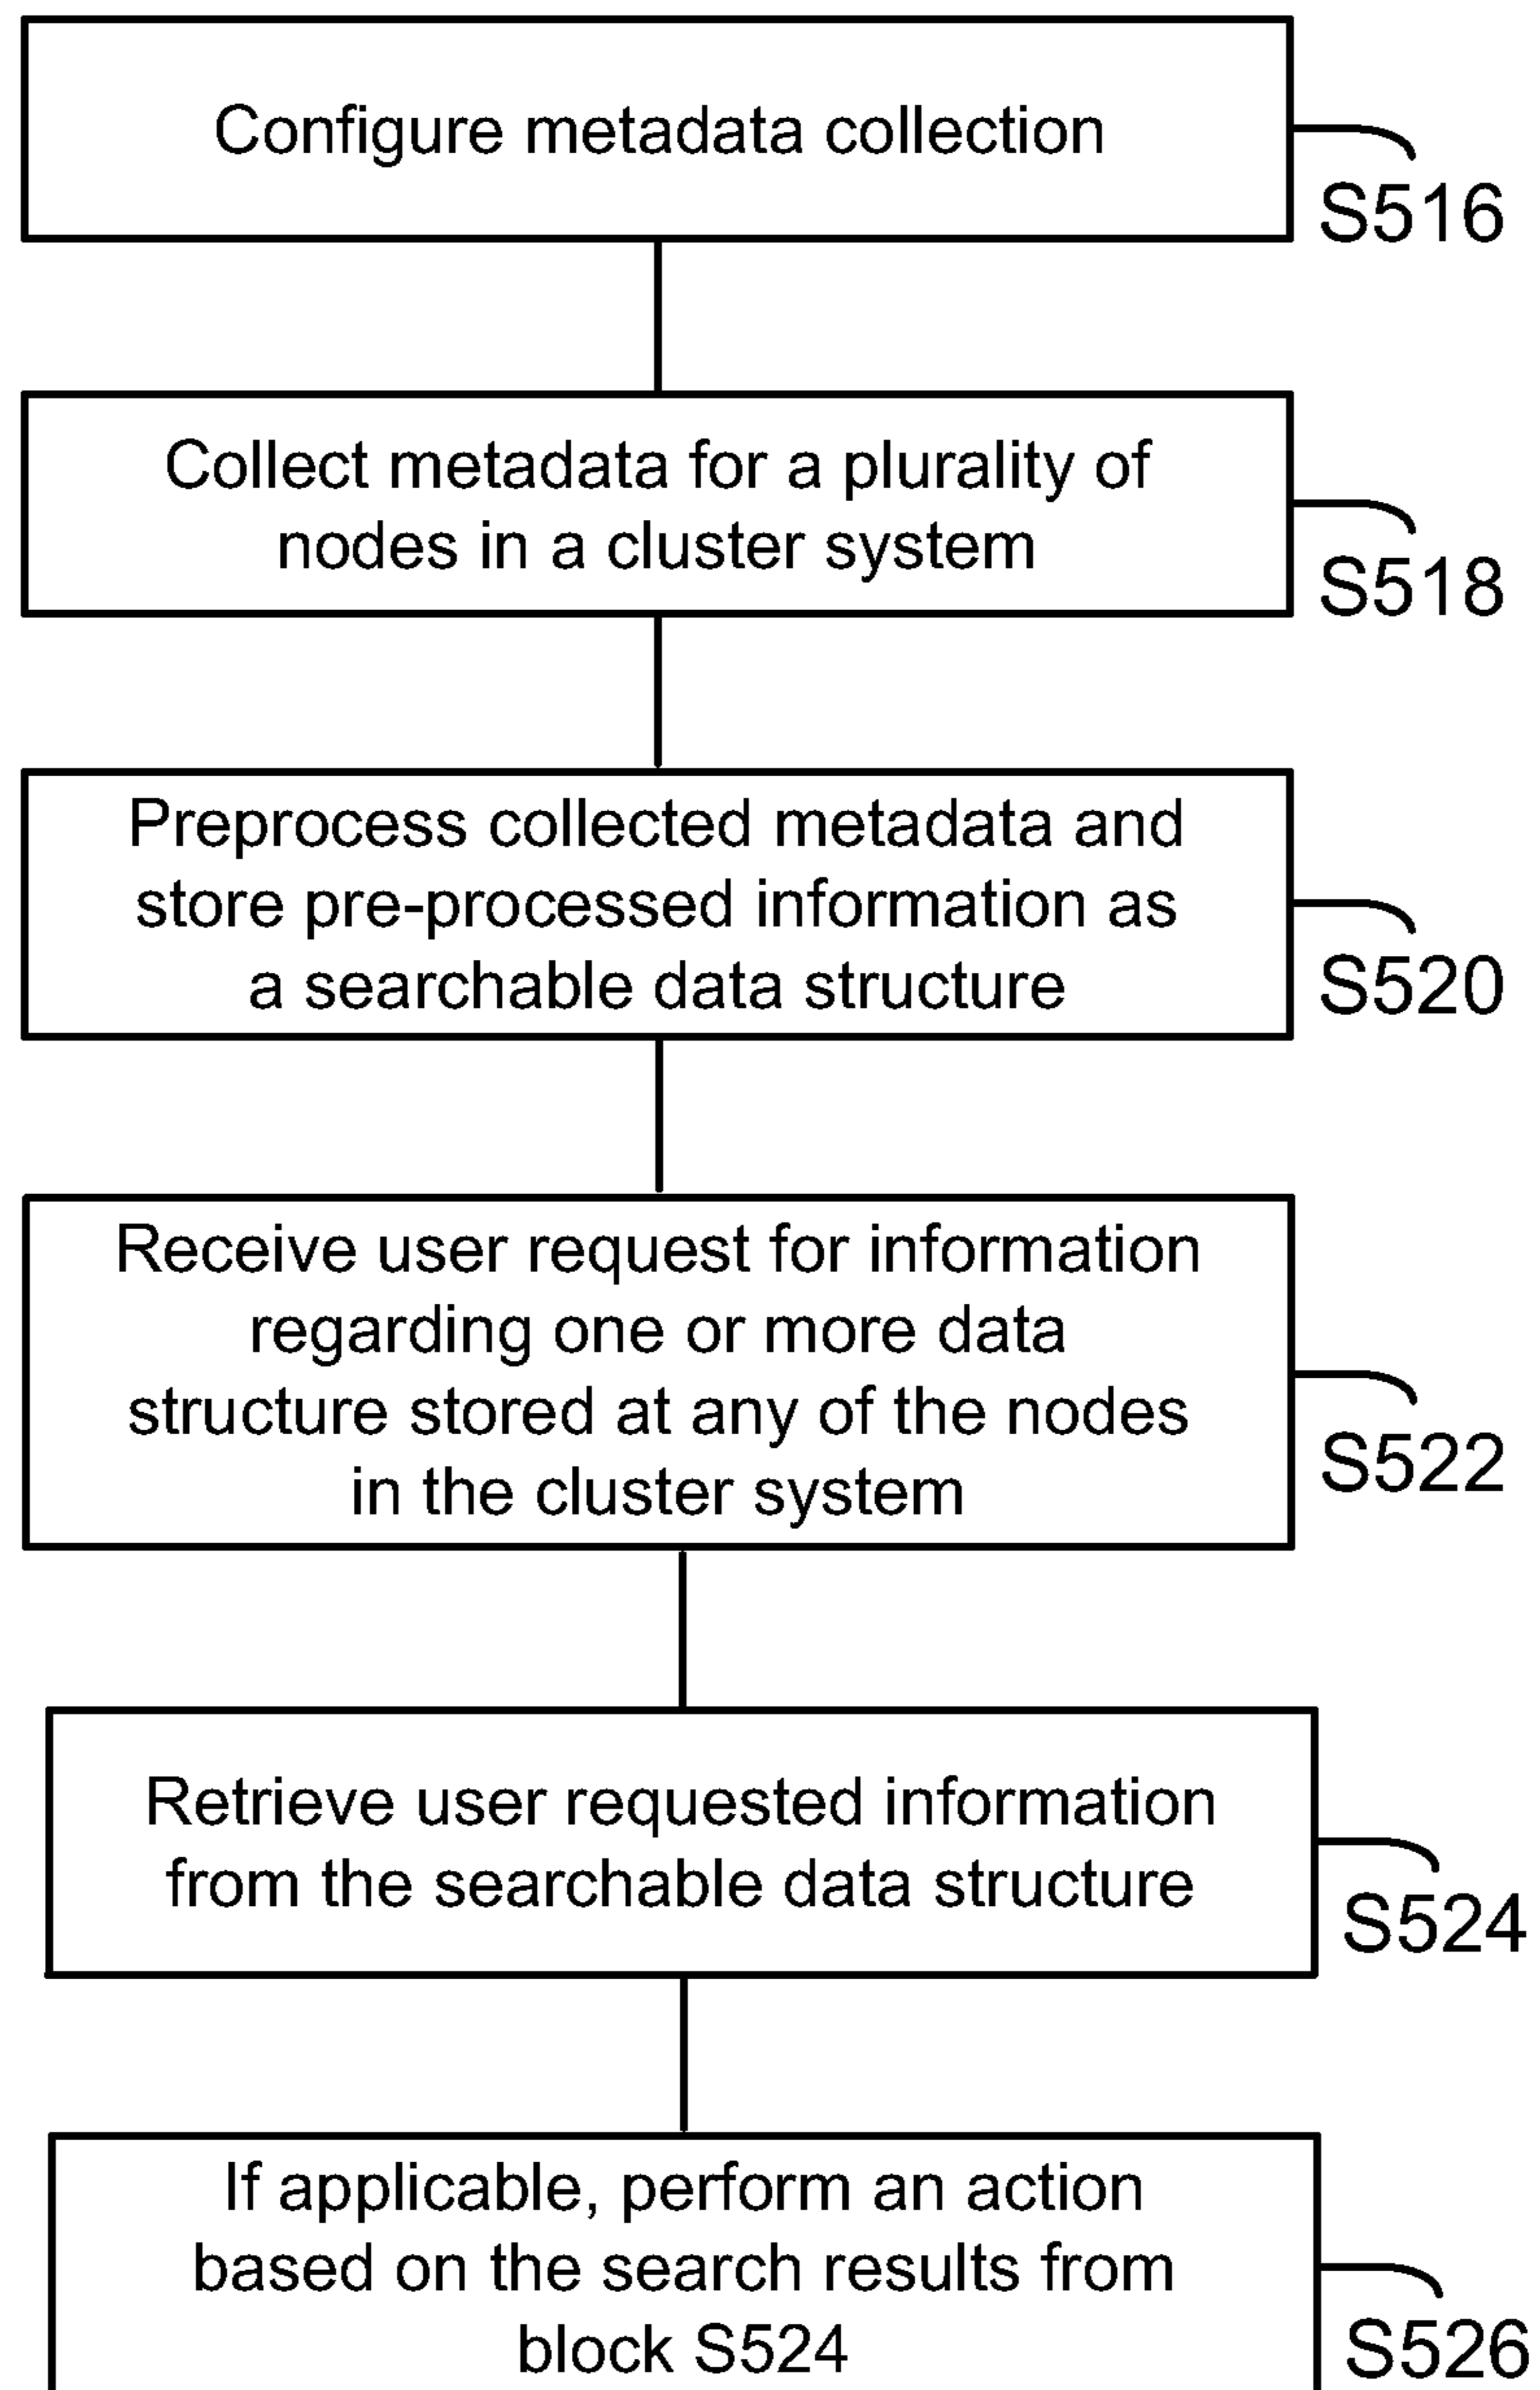 Configure metadata collection
S516
Collect metadata for a plurality of
nodes in a cluster system
S518
Preprocess collected metadata and
store pre-processed information as
a searchable data structure
S520
Receive user request for information
regarding one or more data
structure stored at any of the nodes
in the cluster system
S522
Retrieve user requested information
from the searchable data structure
S524
If applicable, perform an action
based on the search results from
block S524
S526